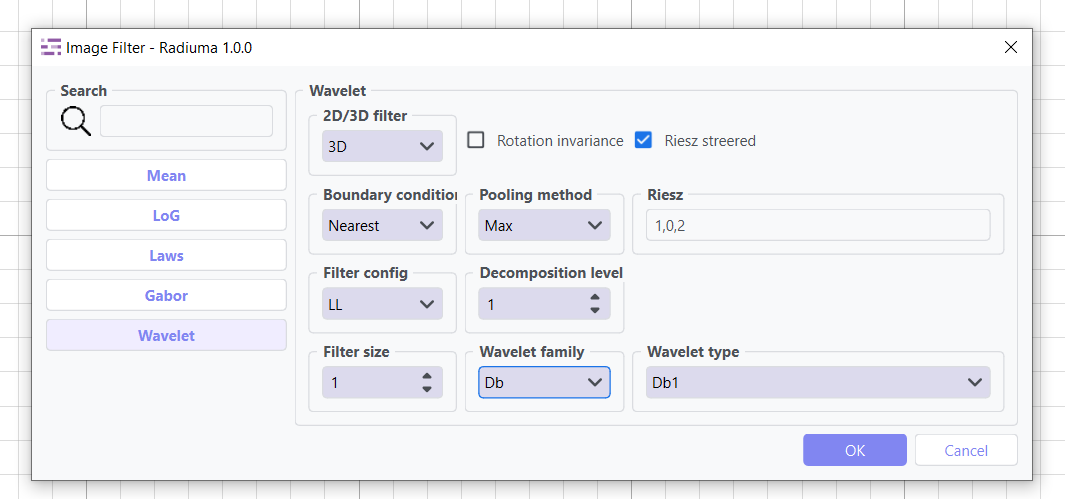 Image Filter - Radiuma 1.0.0
Search
Mean
LoG
Laws
Gabor
Wavelet
Wavelet
2D/3D filter
3D
Rotation invariance
Riesz streered
Boundary condition
Nearest
Pooling method
Max
Riesz
1,0,2
Filter config
LL
Decomposition level
1
Filter size
1
Wavelet family
Db
Wavelet type
Db1
OK
Cancel